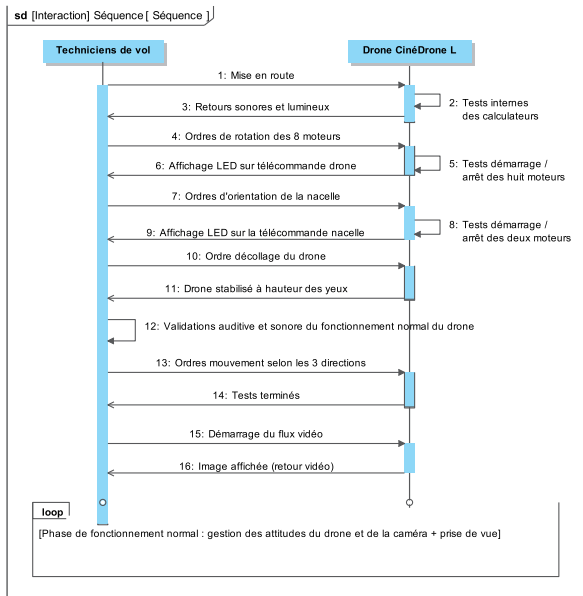 sd [Interaction] Séquence [ Séquence ]
Techniciens de vol
Drone CinéDrone L
1: Mise en route
2: Tests internes
des calculateurs
3: Retours sonores et lumineux
4: Ordres de rotation des 8 moteurs
5: Tests démarrage /
arrêt des huit moteurs
6: Affichage LED sur télécommande drone
7: Ordres d'orientation de la nacelle
8: Tests démarrage /
arrêt des deux moteurs
9: Affichage LED sur la télécommande nacelle
10: Ordre décollage du drone
11: Drone stabilisé à hauteur des yeux
12: Validations auditive et sonore du fonctionnement normal du drone
13: Ordres mouvement selon les 3 directions
14: Tests terminés
15: Démarrage du flux vidéo
16: Image affichée (retour vidéo)
loop
[Phase de fonctionnement normal : gestion des attitudes du drone et de la caméra + prise de vue]